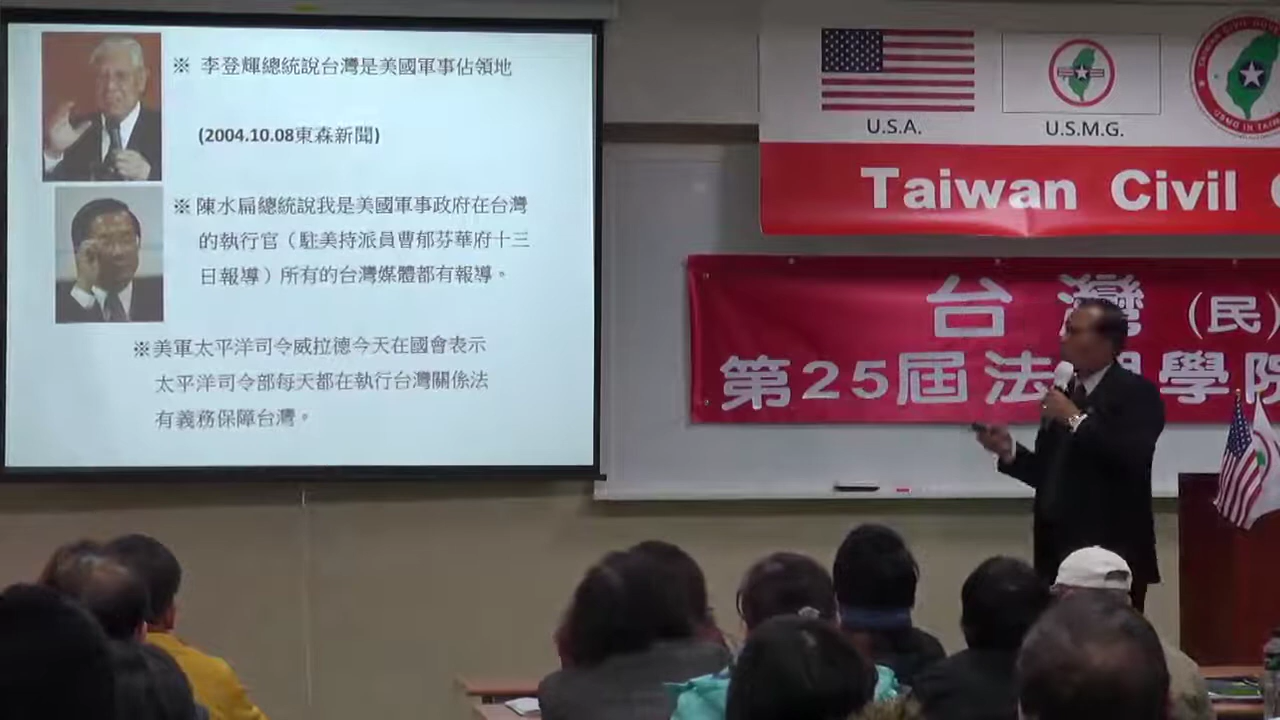 ※ 李登輝總統說台灣是美國軍事佔領地
(2004.10.08東森新聞)
※ 陳水扁總統說我是美國軍事政府在台灣
的執行官（駐美持派員曹郁芬華府十三
日報導）所有的台灣媒體都有報導。
※美軍太平洋司令威拉德今天在國會表示
太平洋司令部每天都在執行台灣關係法
有義務保障台灣。
U.S.A.
U.S.M.G.
Taiwan Civil
台灣(民)
第25屆法 學院